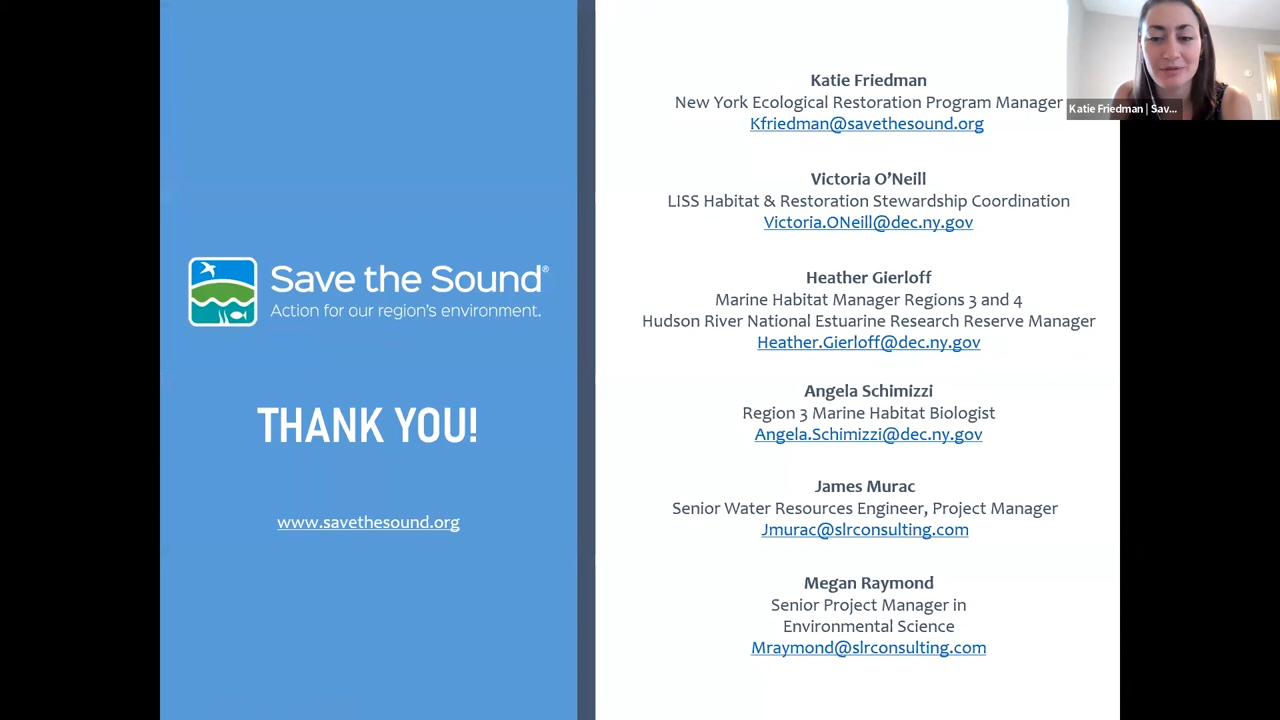 Save the Sound®
Action for our region's environment.
THANK YOU!
www.savethesound.org
Katie Friedman
New York Ecological Restoration Program Manager
Kfriedman@savethesound.org
Victoria O’Neill
LISS Habitat & Restoration Stewardship Coordination
Victoria.ONeill@dec.ny.gov
Heather Gierloff
Marine Habitat Manager Regions 3 and 4
Hudson River National Estuarine Research Reserve Manager
Heather.Gierloff@dec.ny.gov
Angela Schimizzi
Region 3 Marine Habitat Biologist
Angela.Schimizzi@dec.ny.gov
James Murac
Senior Water Resources Engineer, Project Manager
Jmurac@slrconsulting.com
Megan Raymond
Senior Project Manager in
Environmental Science
Mraymond@slrconsulting.com
Katie Friedman | Sav...